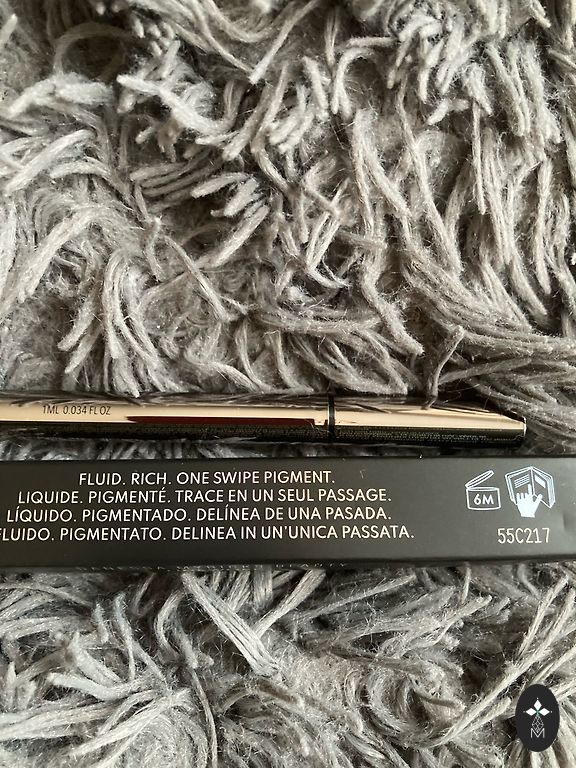 1ML 0.034 FL OZ
FLUID. RICH. ONE SWIPE PIGMENT.
LIQUIDE. PIGMENTÉ. TRACE EN UN SEUL PASSAGE.
LÍQUIDO. PIGMENTADO. DELÍNEA DE UNA PASADA.
FLUIDO. PIGMENTATO. DELINEA IN UN'UNICA PASSATA.
6M
55C217
M